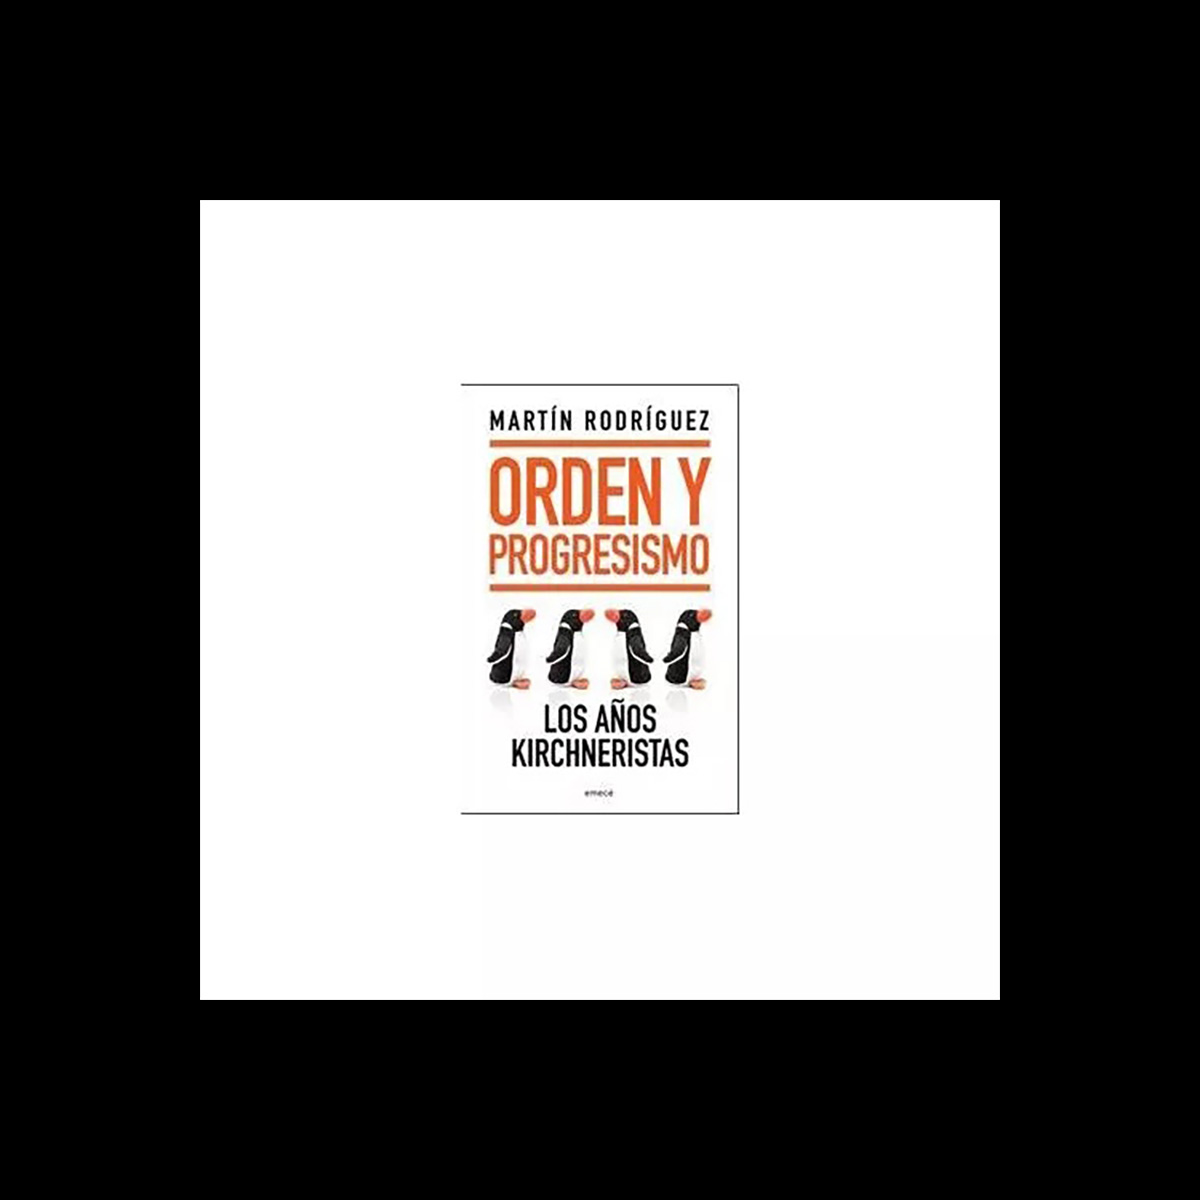 MARTÍN RODRÍGUEZ
ORDEN Y
PROGRESISMO
LOS AÑOS
KIRCHNERISTAS
emecé